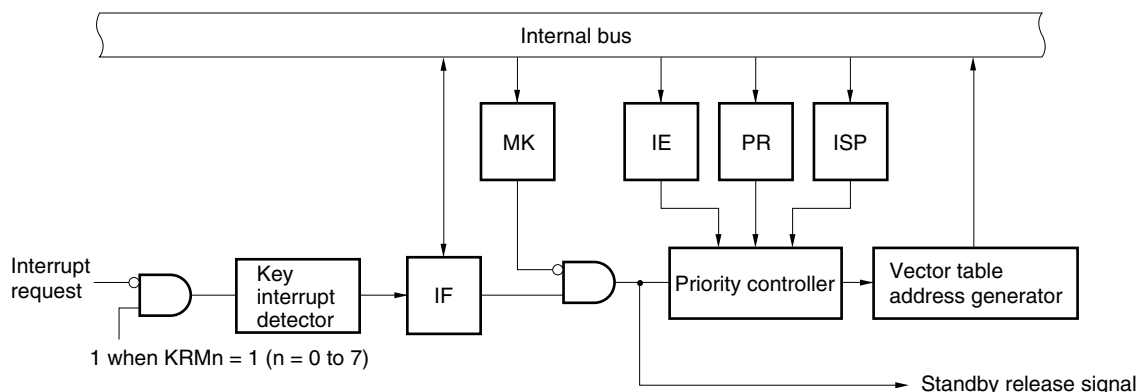 Internal bus
MK
IE
PR
ISP
Interrupt
request
Key
interrupt
detector
IF
Priority controller
Vector table
address generator
1 when KRMn = 1 (n = 0 to 7)
Standby release signal